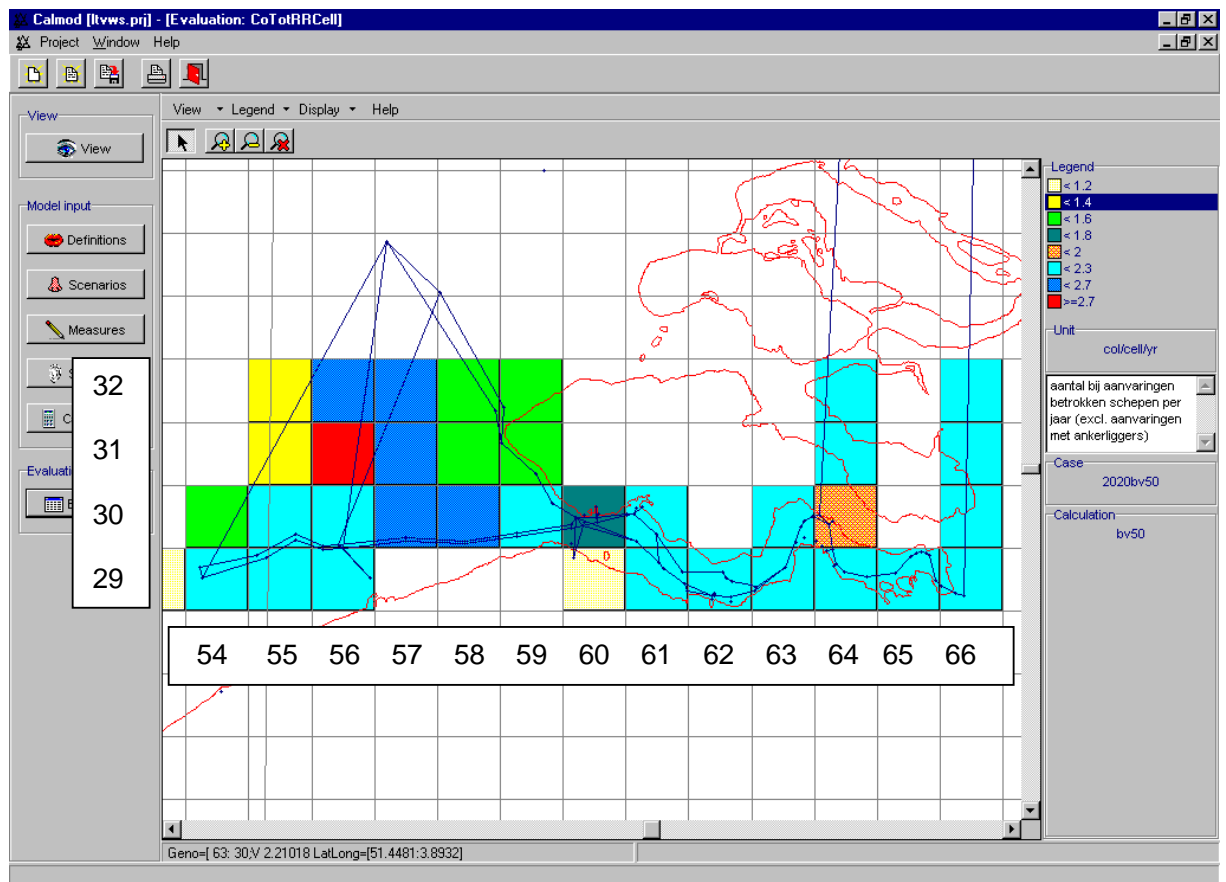 Calmod [ltvws.prj] - [Evaluation: CoTotRRCell]
Project Window Help
View
View
Model input
Definitions
Scenarios
Measures
S
C
Evaluati
E
View Legend Display Help
32
31
30
29
54 55 56 57 58 59 60 61 62 63 64 65 66
Legend
< 1.2
< 1.4
< 1.6
< 1.8
< 2
< 2.3
< 2.7
>=2.7
Unit
col/cell/yr
aantal bij aanvaringen
betrokken schepen per
jaar (excl. aanvaringen
met ankerliggers)
Case
2020bv50
Calculation
bv50
Geno=[ 63: 30;V 2.21018 LatLong=[51.4481:3.8932]